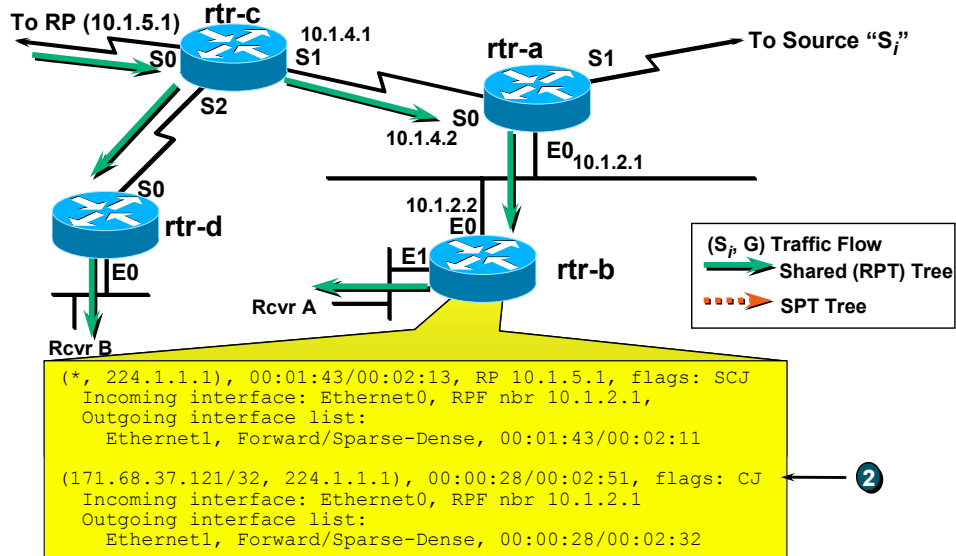 To RP (10.1.5.1)
rtr-c
10.1.4.1
S0
S1
S2
rtr-a
S1
To Source “Si”
S0
10.1.4.2
E0
10.1.2.1
S0
rtr-d
10.1.2.2
E0
E1
rtr-b
E0
Rcvr A
Rcvr B
(Si, G) Traffic Flow
Shared (RPT) Tree
SPT Tree
(*, 224.1.1.1), 00:01:43/00:02:13, RP 10.1.5.1, flags: SCJ
Incoming interface: Ethernet0, RPF nbr 10.1.2.1,
Outgoing interface list:
Ethernet1, Forward/Sparse-Dense, 00:01:43/00:02:11
(171.68.37.121/32, 224.1.1.1), 00:00:28/00:02:51, flags: CJ
2
Incoming interface: Ethernet0, RPF nbr 10.1.2.1
Outgoing interface list:
Ethernet1, Forward/Sparse-Dense, 00:00:28/00:02:32